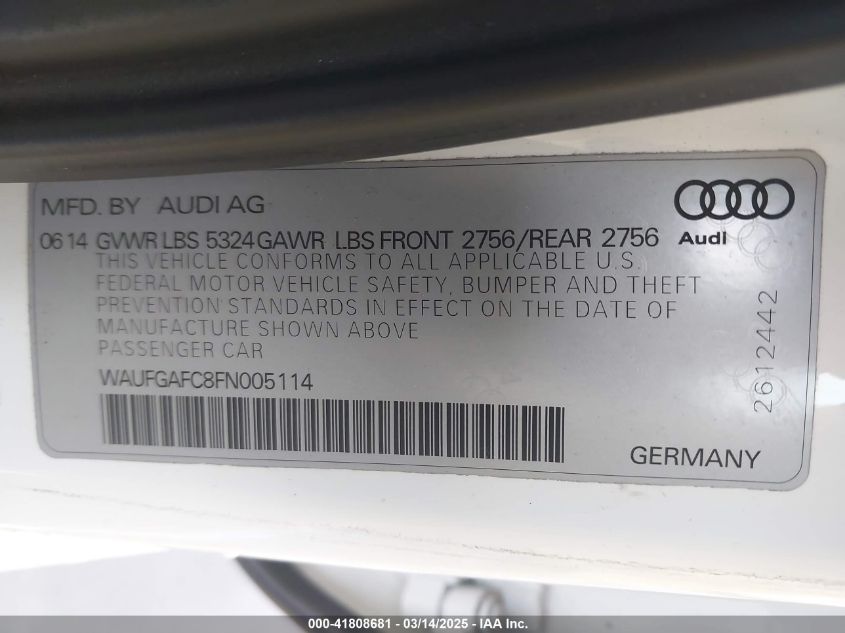 MFD. BY AUDI AG
06 14 GVWR LBS 5324 GAWR LBS FRONT 2756/REAR 2756
Audi
THIS VEHICLE CONFORMS TO ALL APPLICABLE U.S.
FEDERAL MOTOR VEHICLE SAFETY, BUMPER AND THEFT
PREVENTION STANDARDS IN EFFECT ON THE DATE OF
MANUFACTURE SHOWN ABOVE
PASSENGER CAR
WAUFGAFC8FN005114
2612442
GERMANY
000-41808681 - 03/14/2025 - IAA Inc.